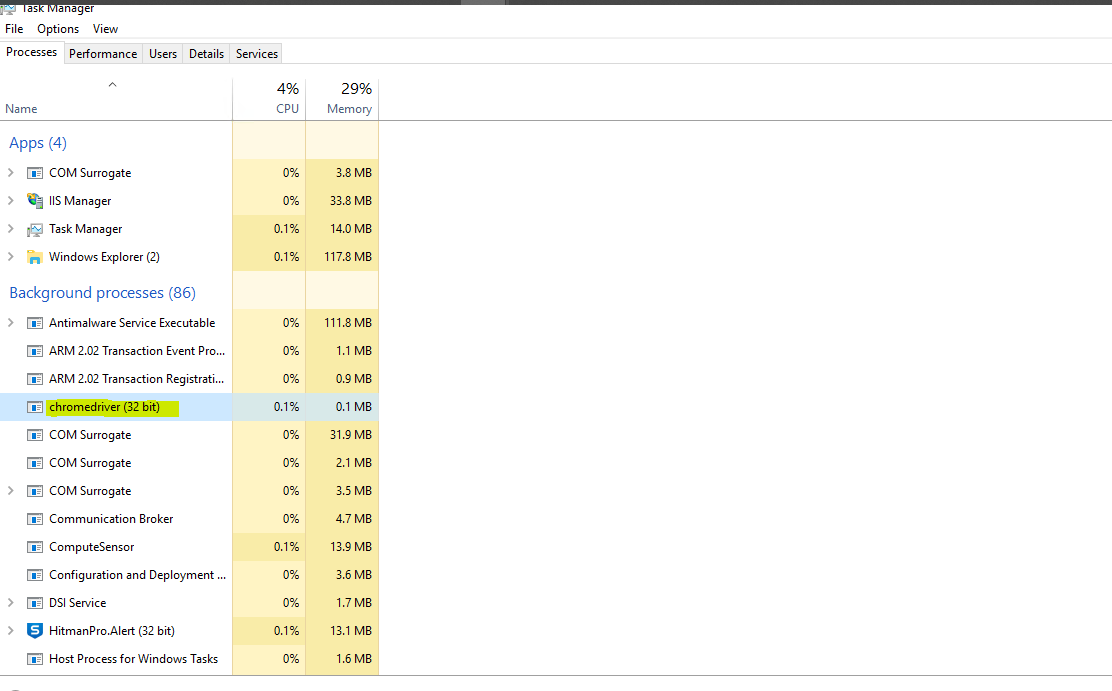 Task Manager
File Options View
Processes Performance Users Details Services
4% 29%
Name CPU Memory
Apps (4)
COM Surrogate 0% 3.8 MB
IIS Manager 0% 33.8 MB
Task Manager 0.1% 14.0 MB
Windows Explorer (2) 0.1% 117.8 MB
Background processes (86)
Antimalware Service Executable 0% 111.8 MB
ARM 2.02 Transaction Event Pro... 0% 1.1 MB
ARM 2.02 Transaction Registrati... 0% 0.9 MB
chromedriver (32 bit) 0.1% 0.1 MB
COM Surrogate 0% 31.9 MB
COM Surrogate 0% 2.1 MB
COM Surrogate 0% 3.5 MB
Communication Broker 0% 4.7 MB
ComputeSensor 0.1% 13.9 MB
Configuration and Deployment ... 0% 3.6 MB
DSI Service 0% 1.7 MB
HitmanPro.Alert (32 bit) 0.1% 13.1 MB
Host Process for Windows Tasks 0% 1.6 MB